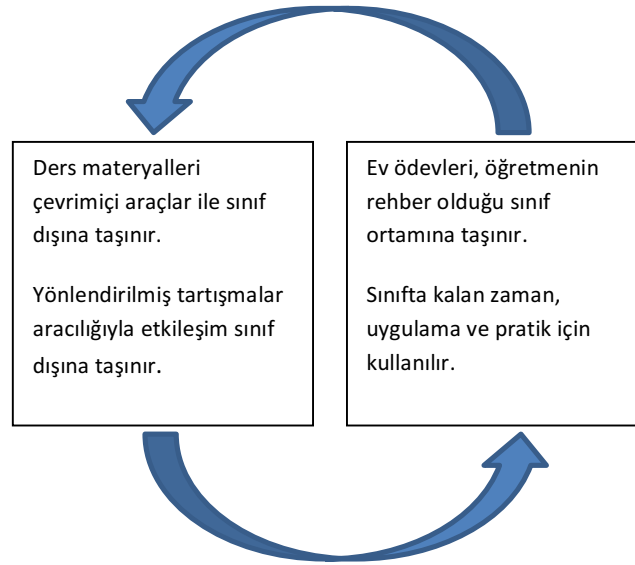 Ders materyalleri
çevrimiçi araçlar ile sınıf
dışına taşınır.
Yönlendirilmiş tartışmalar
aracılığıyla etkileşim sınıf
dışına taşınır.
Ev ödevleri, öğretmenin
rehber olduğu sınıf
ortamına taşınır.
Sınıfta kalan zaman,
uygulama ve pratik için
kullanılır.